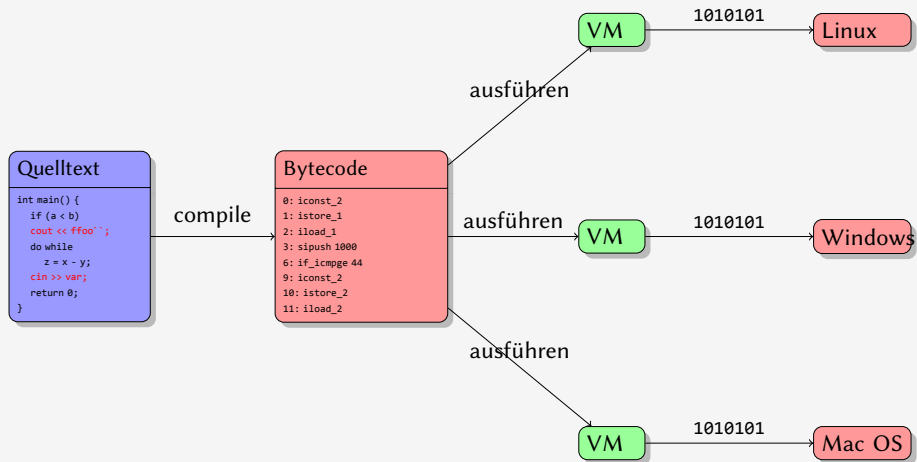 VM
1010101
Linux
ausführen
Quelltext
int main() {
if (a < b)
cout << ffoo``;
do while
z = x - y;
cin >> var;
return 0;
}
compile
Bytecode
0: iconst_2
1: istore_1
2: iload_1
3: sipush 1000
6: if_icmpge 44
9: iconst_2
10: istore_2
11: iload_2
ausführen
VM
1010101
Windows
ausführen
VM
1010101
Mac OS